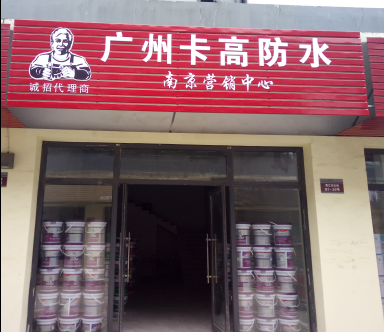 广州卡高防水
南京营销中心
诚招代理商